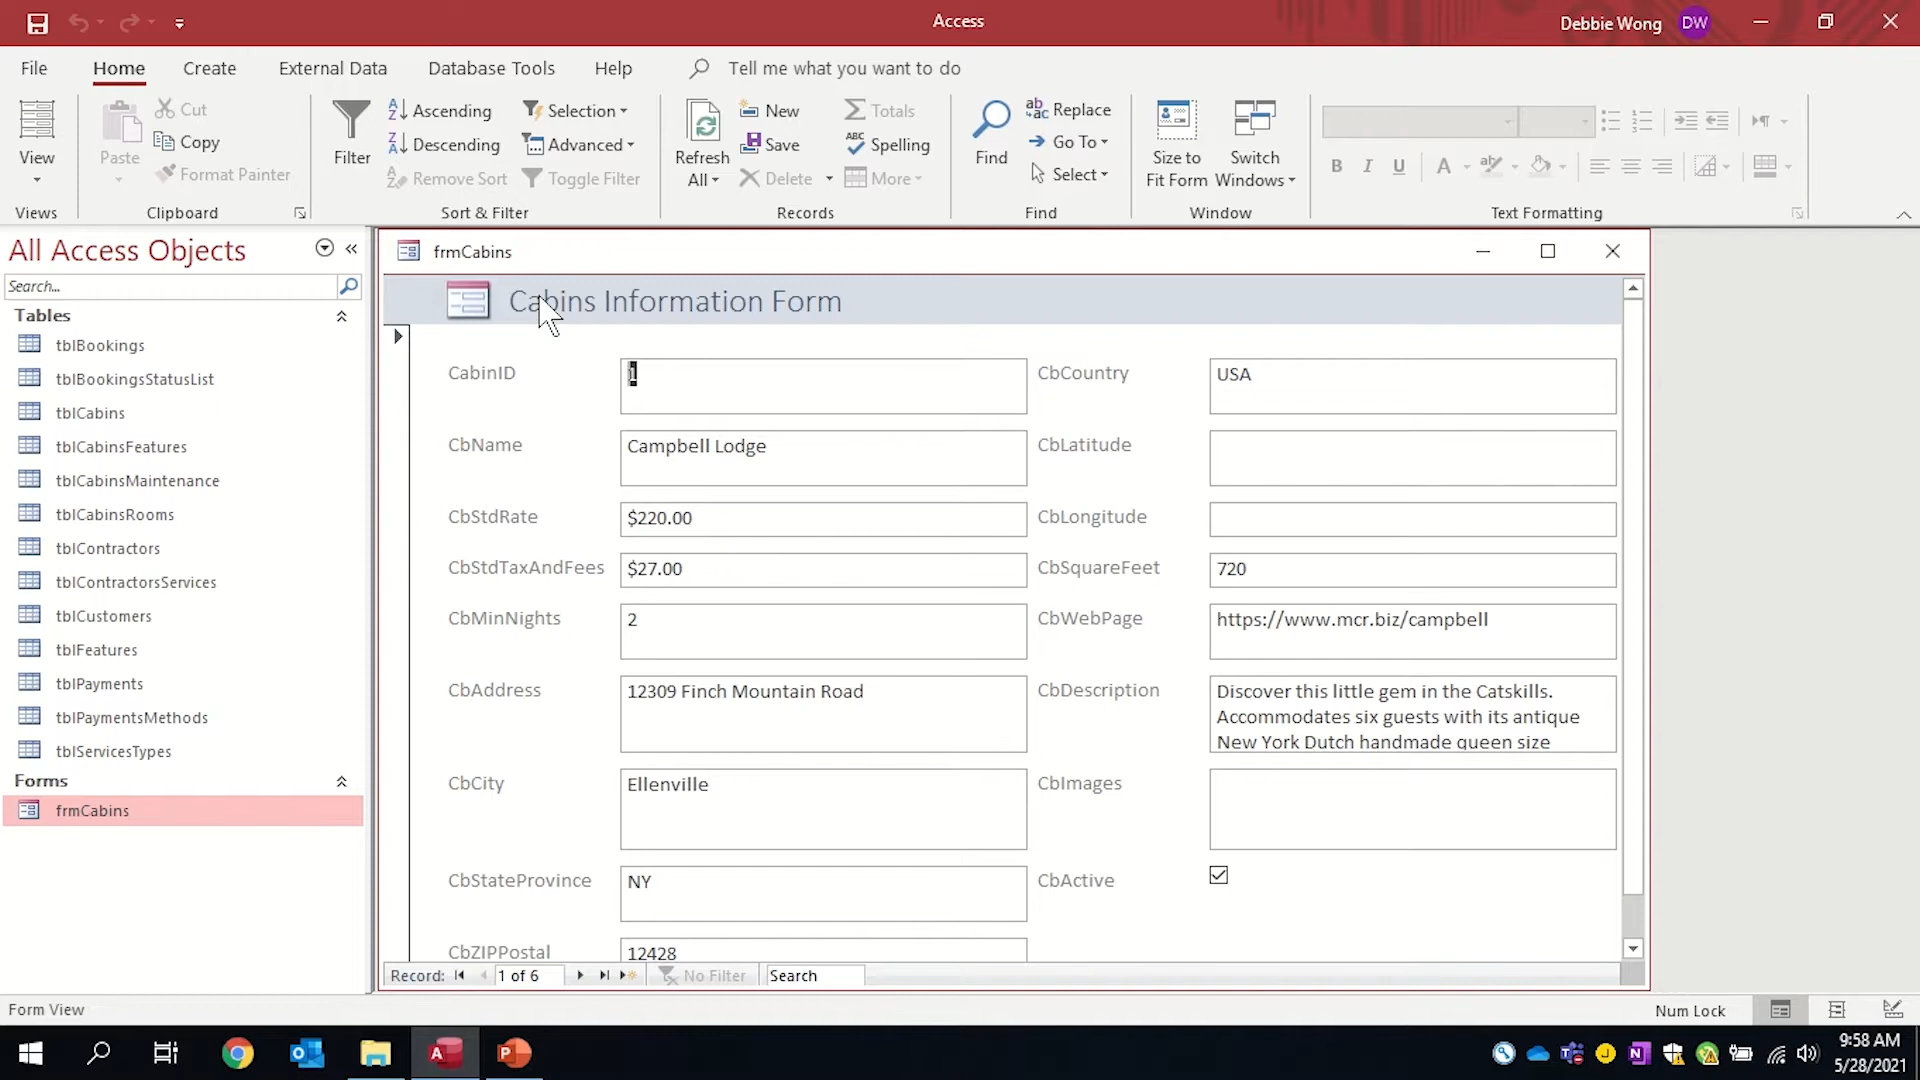 Access
Debbie Wong DW
File Home Create External Data Database Tools Help Tell me what you want to do
View
Views
Paste
Cut
Copy
Format Painter
Clipboard
Filter
Ascending
Descending
Remove Sort
Selection
Advanced
Toggle Filter
Sort & Filter
Refresh
All
New
Save
Delete
Totals
Spelling
More
Records
Find
Replace
Go To
Select
Find
Size to
Fit Form
Switch
Windows
Window
B I U A
Text Formatting
All Access Objects
Search...
Tables
tblBookings
tblBookingsStatusList
tblCabins
tblCabinsFeatures
tblCabinsMaintenance
tblCabinsRooms
tblContractors
tblContractorsServices
tblCustomers
tblFeatures
tblPayments
tblPaymentsMethods
tblServicesTypes
Forms
frmCabins
frmCabins
Cabins Information Form
CabinID 1
CbName Campbell Lodge
CbStdRate $220.00
CbStdTaxAndFees $27.00
CbMinNights 2
CbAddress 12309 Finch Mountain Road
CbCity Ellenville
CbStateProvince NY
CbZIPPostal 12428
CbCountry USA
CbLatitude
CbLongitude
CbSquareFeet 720
CbWebPage https://www.mcr.biz/campbell
CbDescription Discover this little gem in the Catskills.
Accommodates six guests with its antique
New York Dutch handmade queen size
CbImages
CbActive
Record: 1 of 6 No Filter Search
Form View
Num Lock
9:58 AM
5/28/2021